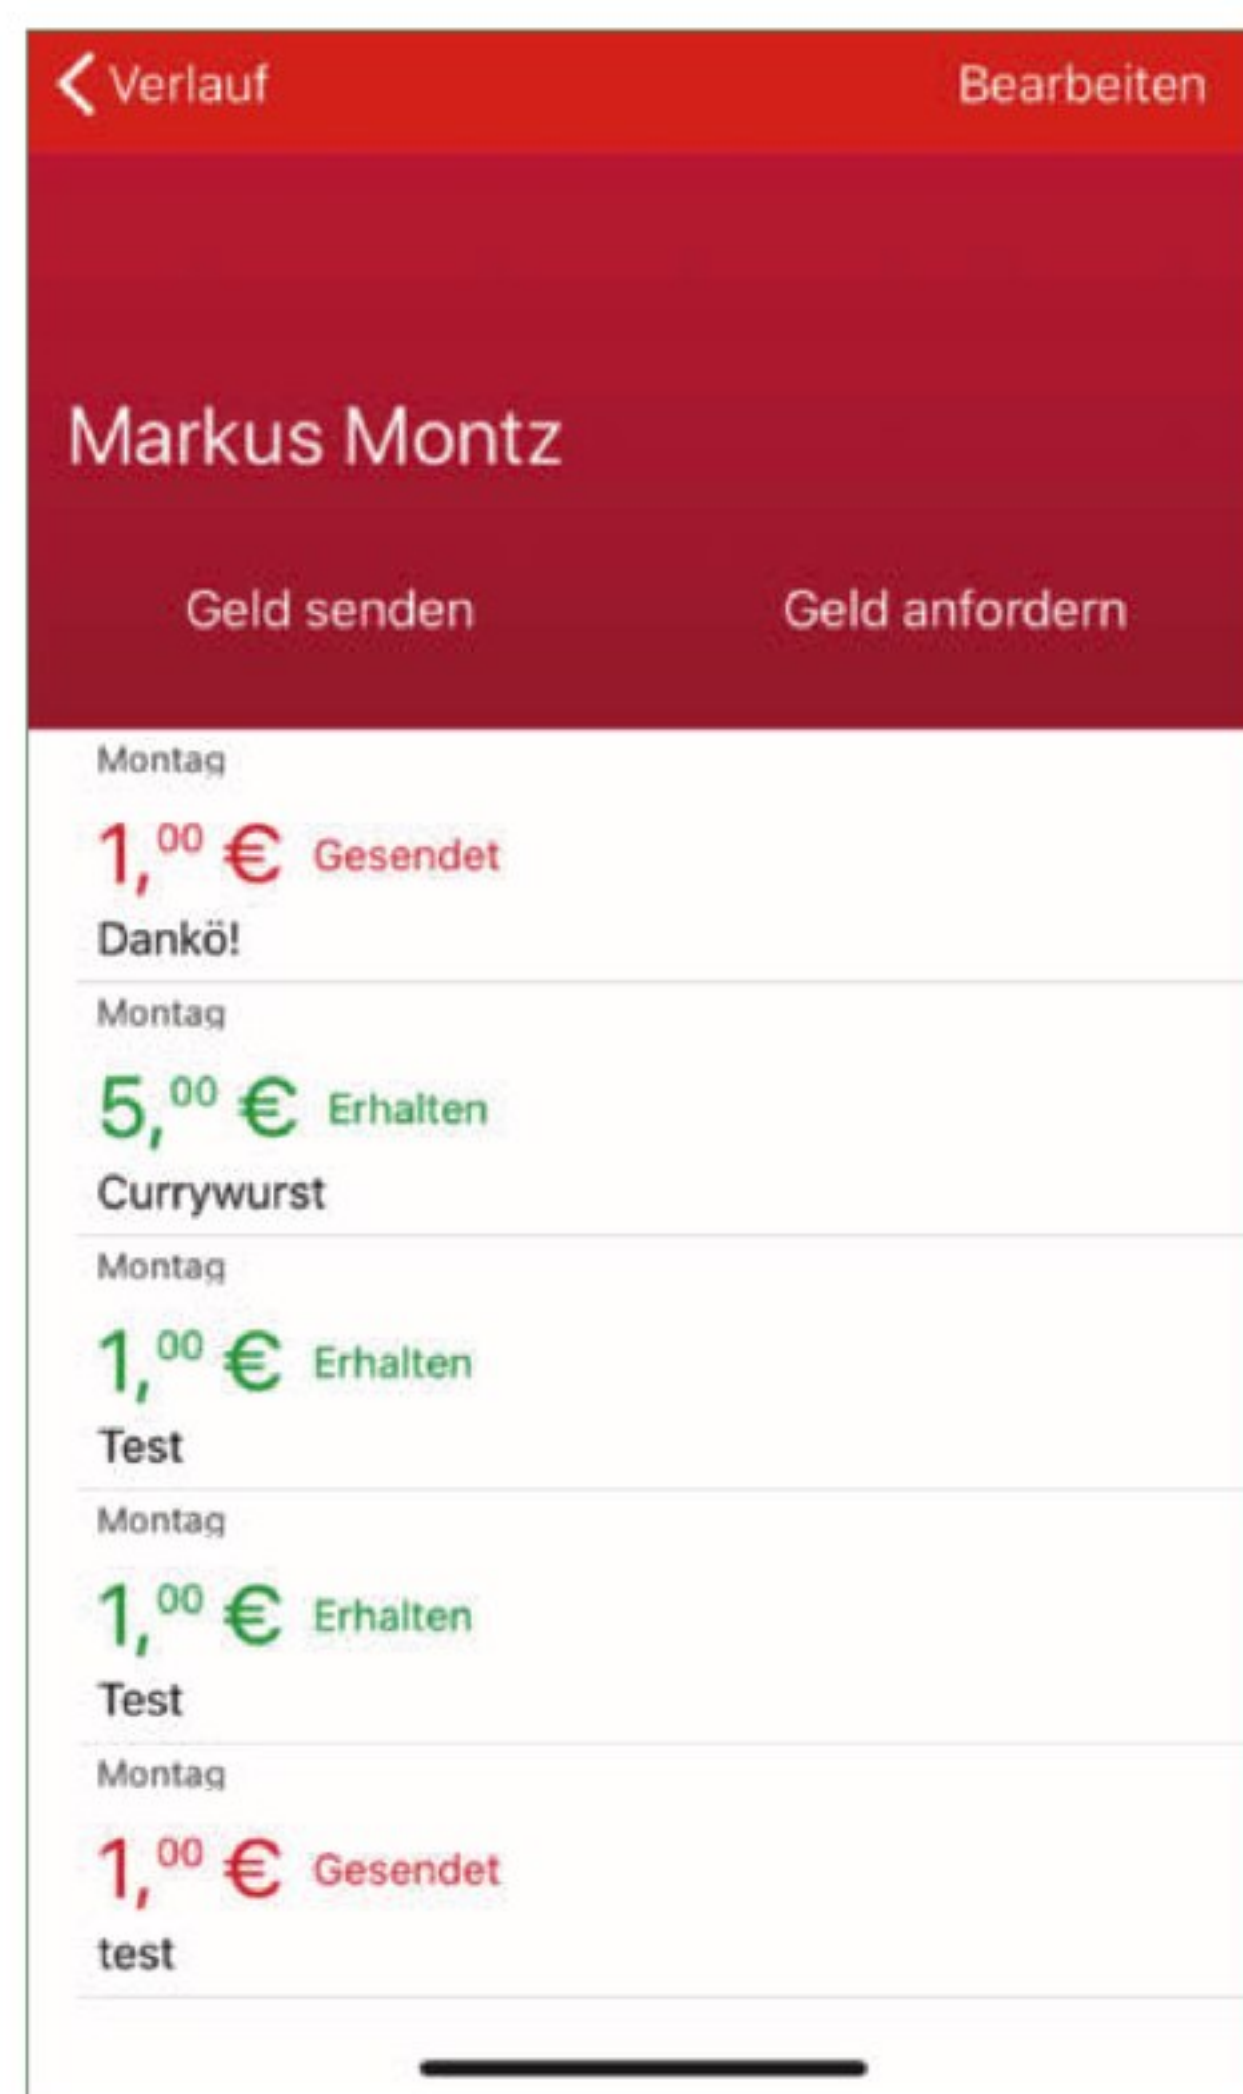 Verlauf Bearbeiten
Markus Montz
Geld senden Geld anfordern
Montag
1,00 € Gesendet
Dankö!
Montag
5,00 € Erhalten
Currywurst
Montag
1,00 € Erhalten
Test
Montag
1,00 € Erhalten
Test
Montag
1,00 € Gesendet
test